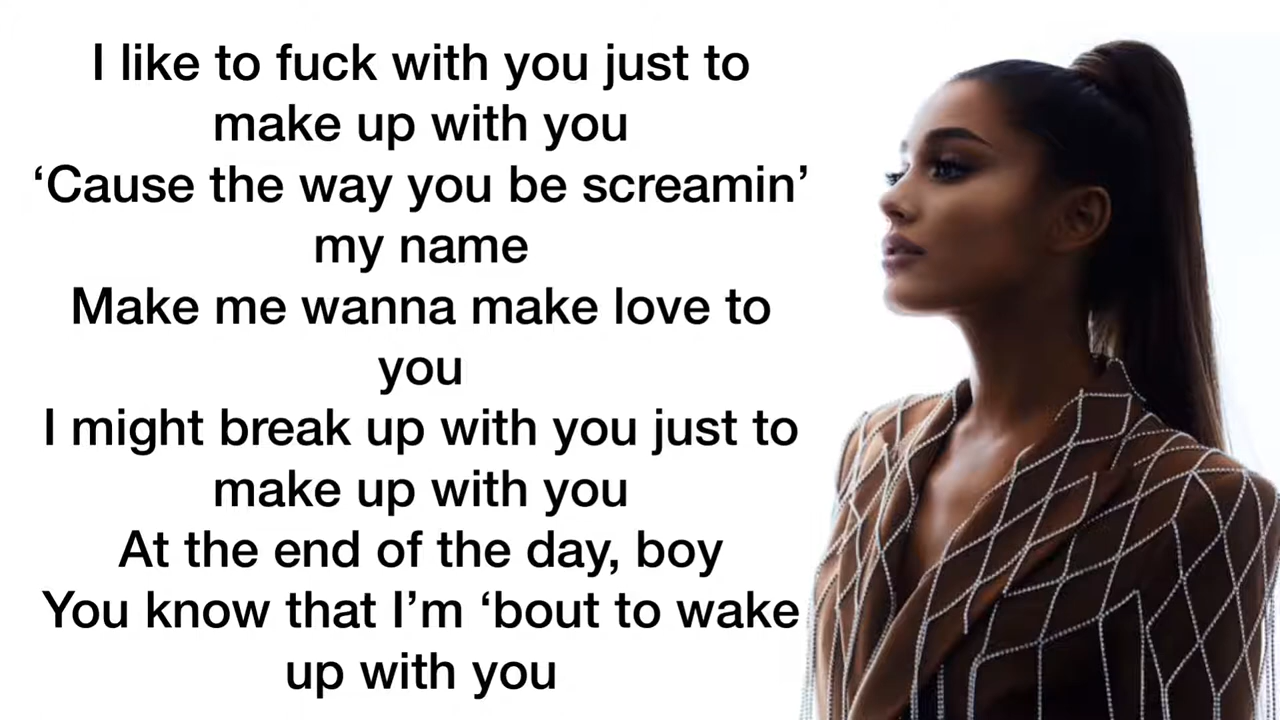 I like to fuck with you just to
make up with you
‘Cause the way you be screamin’
my name
Make me wanna make love to
you
I might break up with you just to
make up with you
At the end of the day, boy
You know that I’m ‘bout to wake
up with you